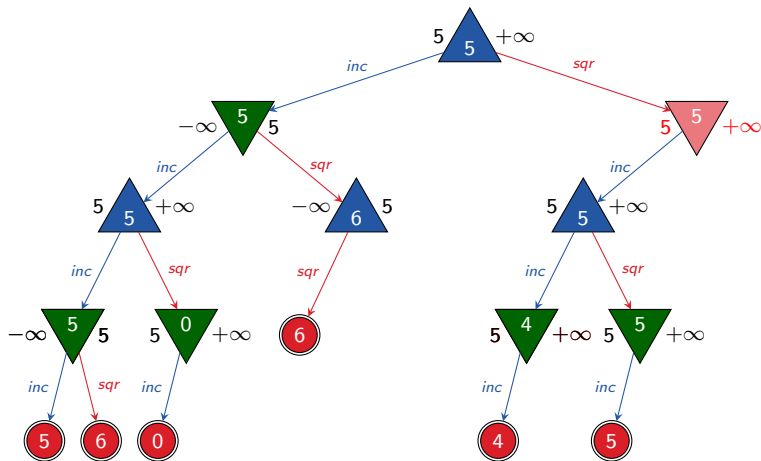 5 5 +∞
inc sqr
5 5
−∞ 5 5 +∞
inc sqr inc
5 5 +∞ −∞ 6 5 5 5 +∞
inc sqr sqr inc sqr
5 0 6 4 5
−∞ 5 5 +∞ 5 +∞ 5 +∞
inc sqr inc inc inc
5 6 0 4 5